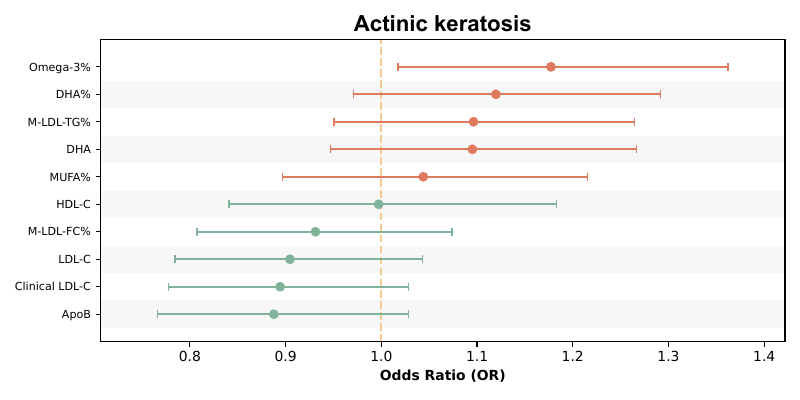 Actinic keratosis
Omega-3%
DHA%
M-LDL-TG%
DHA
MUFA%
HDL-C
M-LDL-FC%
LDL-C
Clinical LDL-C
ApoB
0.8 0.9 1.0 1.1 1.2 1.3 1.4
Odds Ratio (OR)